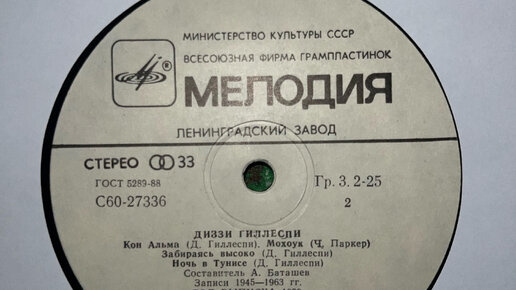 МИНИСТЕРСТВО КУЛЬТУРЫ СССР
ВСЕСОЮЗНАЯ ФИРМА ГРАМПЛАСТИНОК
МЕЛОДИЯ
ЛЕНИНГРАДСКИЙ ЗАВОД
СТЕРЕО 33
ГОСТ 5289-88
Гр. 3. 2-25
С60-27336
2
ДИЗЗИ ГИЛЛЕСПИ
Кон Альма (Д. Гиллеспи). Мохоук (Ч. Паркер)
Забираясь высоко (Д. Гиллеспи)
Ночь в Тунисе (Д. Гиллеспи)
Составитель А. Баташев
Записи 1945—1963 гг.